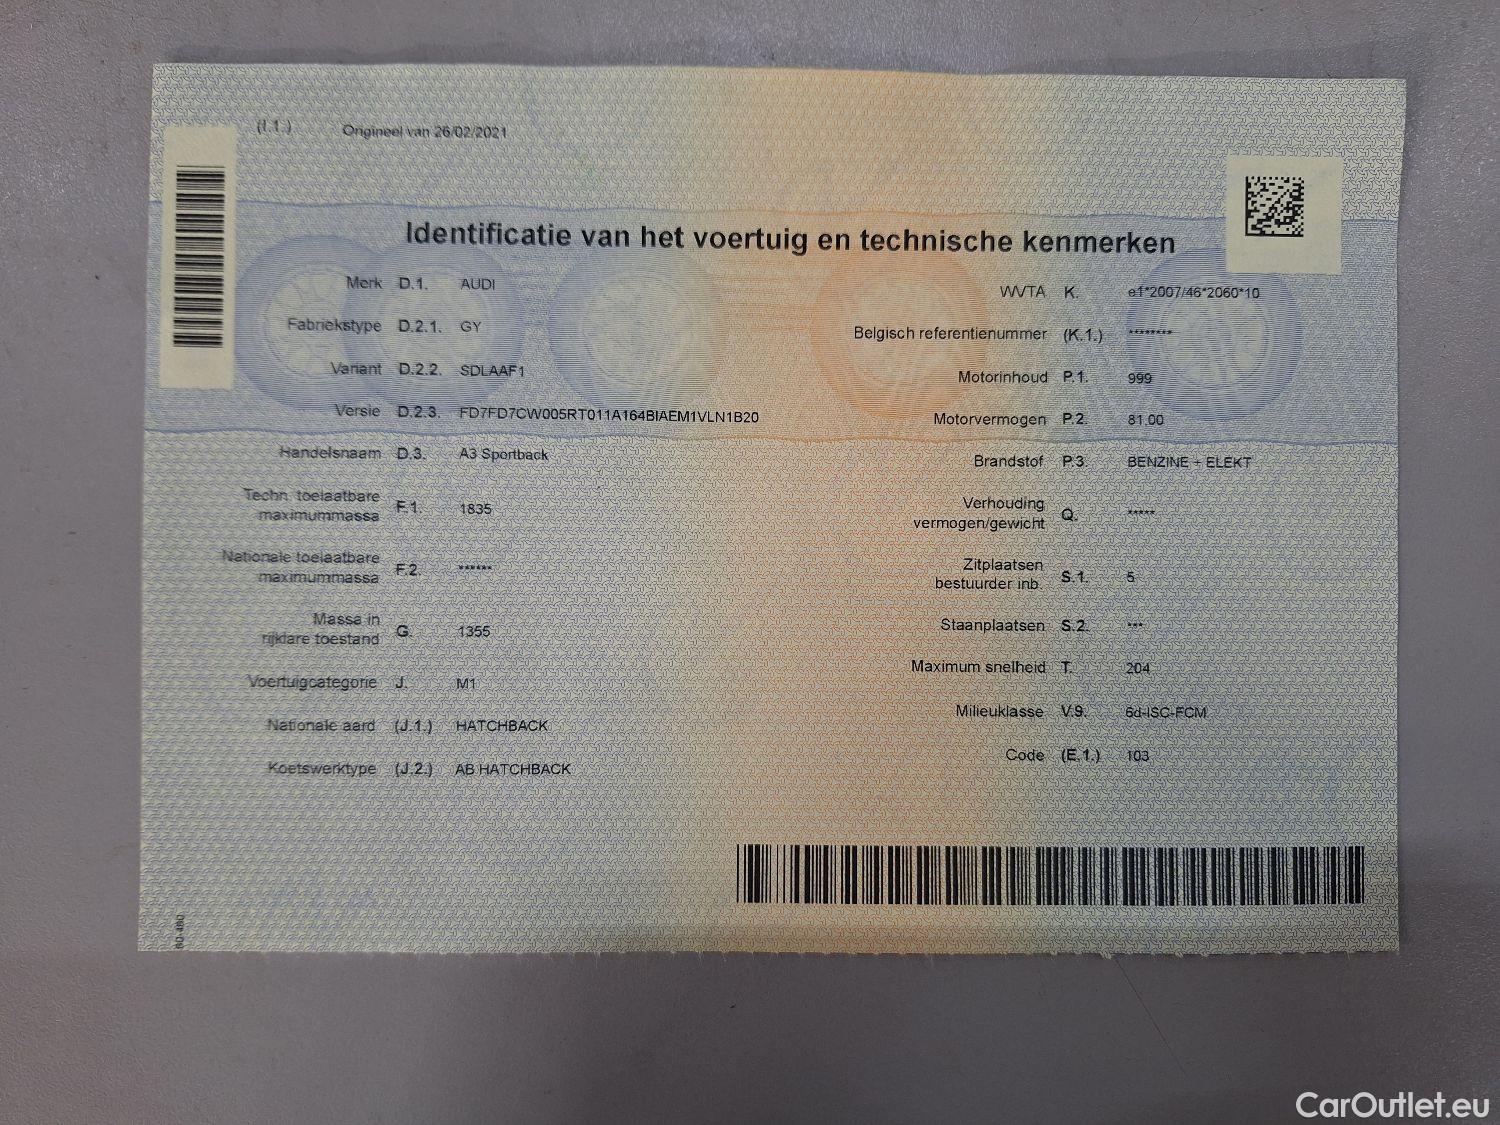 (I.1.) Origineel van 26/02/2021
Identificatie van het voertuig en technische kenmerken
Merk D.1. AUDI
Fabriekstype D.2.1. GY
Variant D.2.2. SDLAAF1
Versie D.2.3. FD7FD7CW005RT011A164BIAEM1VLN1B20
Handelsnaam D.3. A3 Sportback
Techn. toelaatbare
maximummassa F.1. 1835
Nationale toelaatbare
maximummassa F.2. ******
Massa in
rijklare toestand G. 1355
Voertuigcategorie J. M1
Nationale aard (J.1.) HATCHBACK
Koetswerktype (J.2.) AB HATCHBACK
WVTA K. e1*2007/46*2060*10
Belgisch referentienummer (K.1.) ********
Motorinhoud P.1. 999
Motorvermogen P.2. 81.00
Brandstof P.3. BENZINE + ELEKT
Verhouding
vermogen/gewicht Q. *****
Zitplaatsen
bestuurder inb. S.1. 5
Staanplaatsen S.2. ***
Maximum snelheid T. 204
Milieuklasse V.9. 6d-ISC-FCM
Code (E.1.) 103
CarOutlet.eu